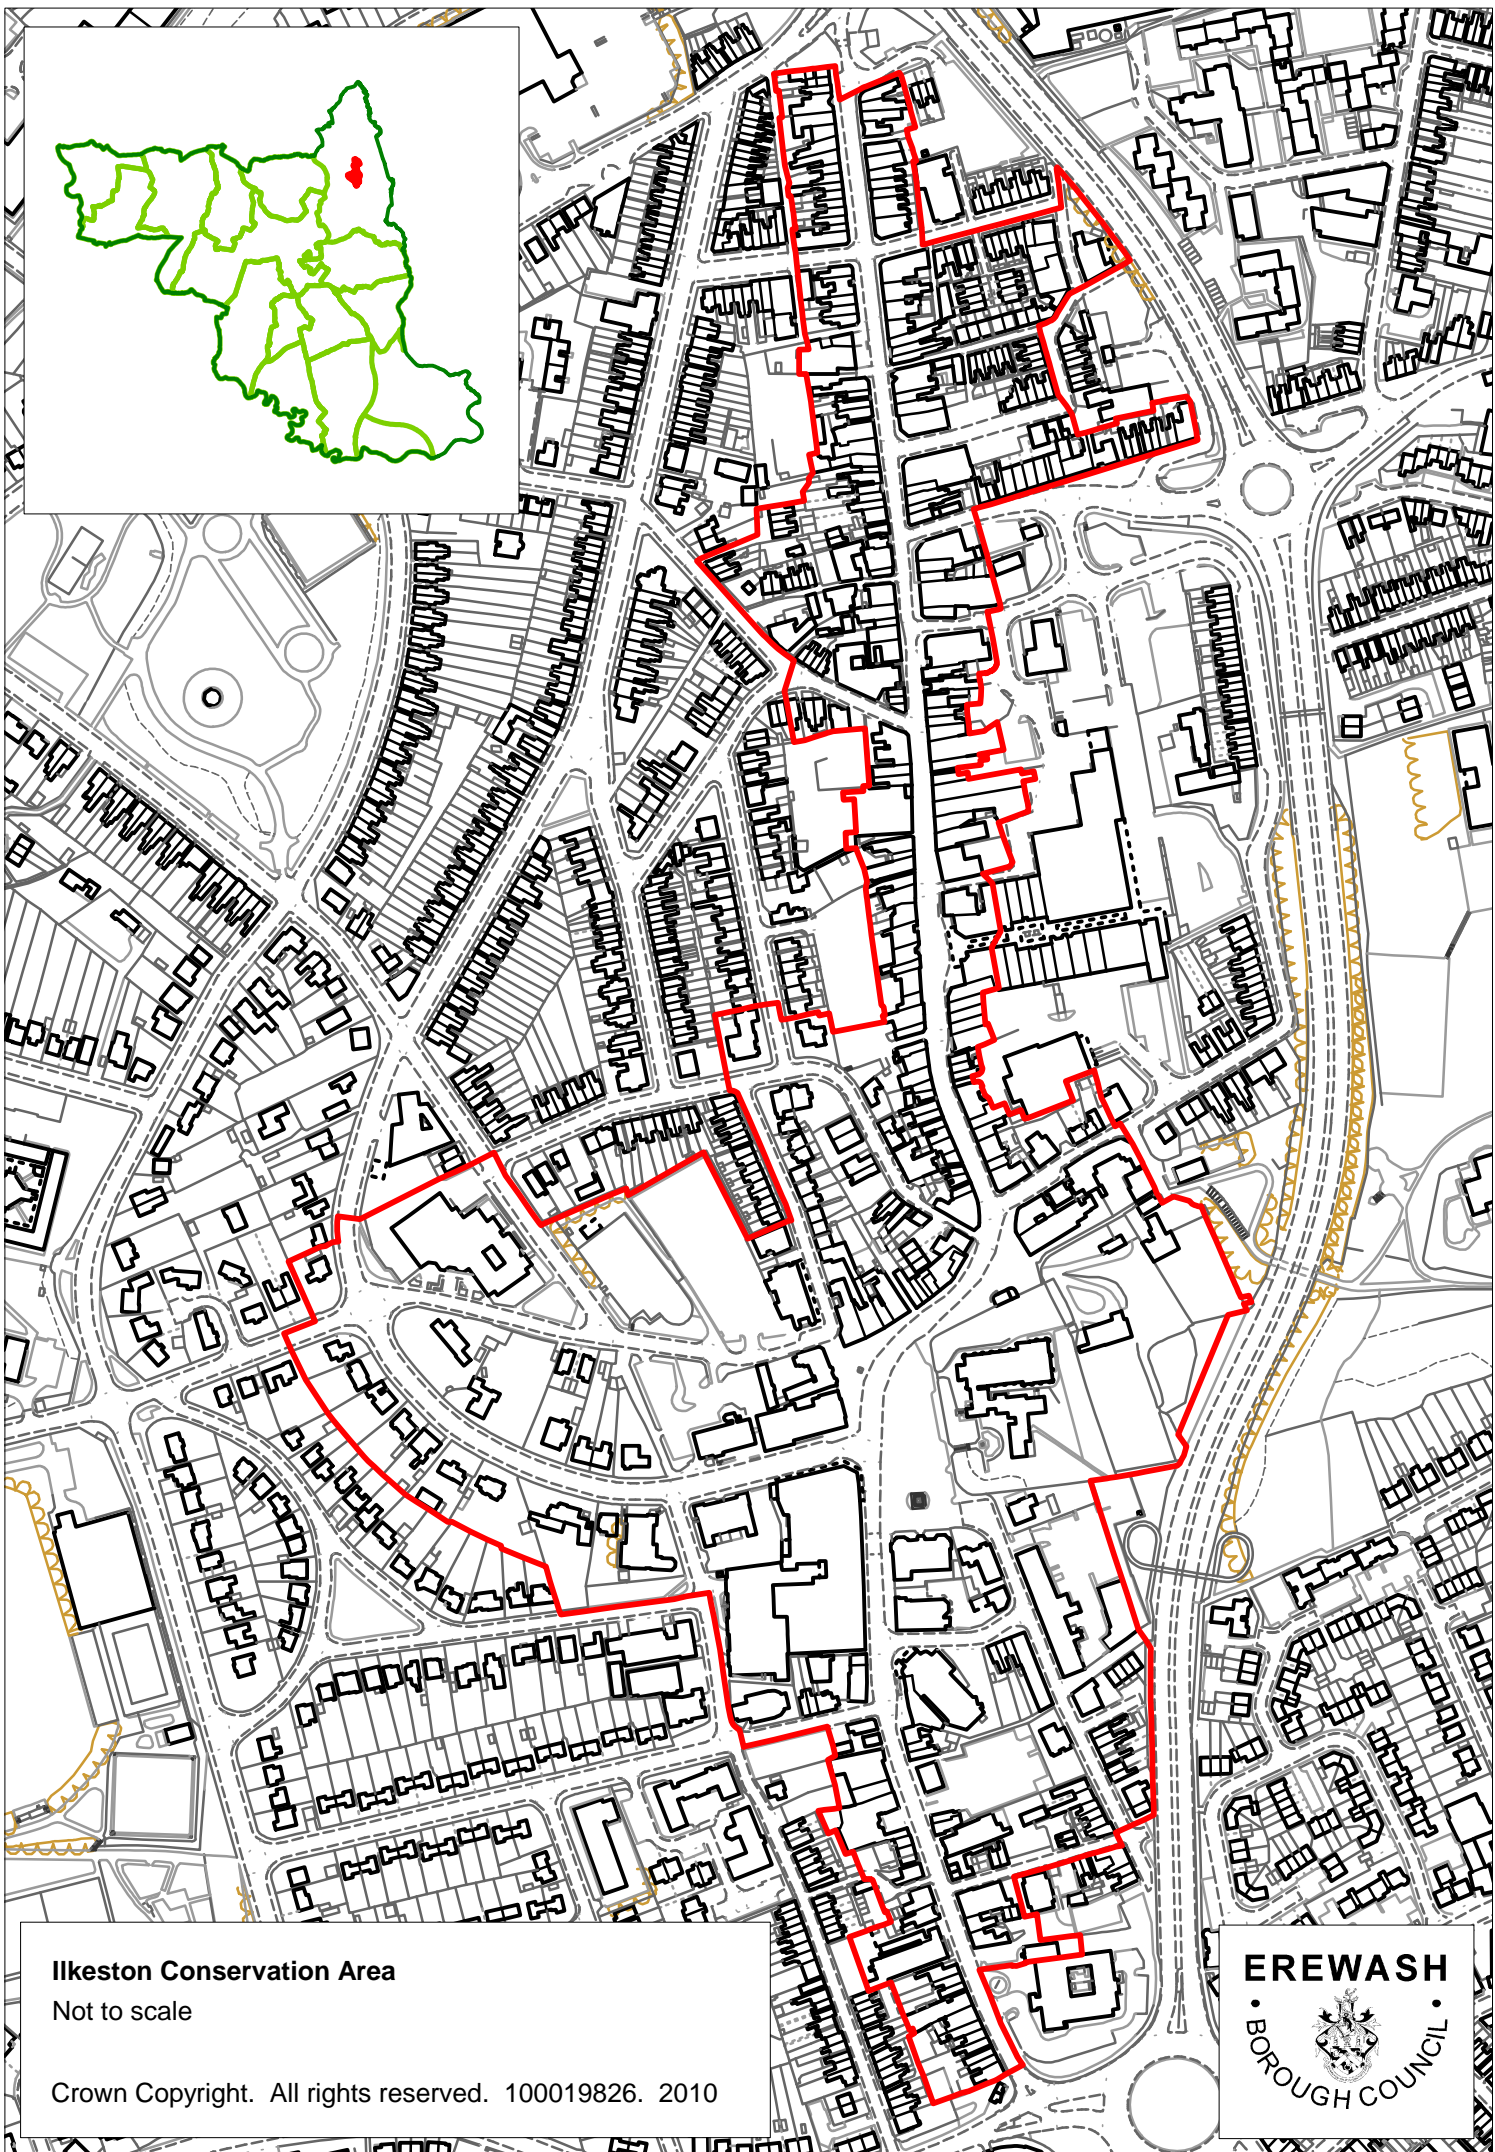 Ilkeston Conservation Area
Not to scale
Crown Copyright. All rights reserved. 100019826. 2010
EREWASH
• BOROUGH COUNCIL •